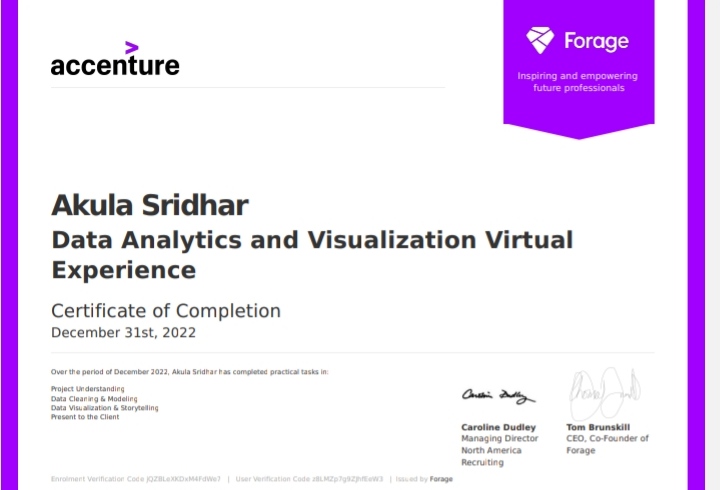 accenture
Forage
Inspiring and empowering
future professionals
Akula Sridhar
Data Analytics and Visualization Virtual
Experience
Certificate of Completion
December 31st, 2022
Over the period of December 2022, Akula Sridhar has completed practical tasks in:
Project Understanding
Data Cleaning & Modeling
Data Visualization & Storytelling
Present to the Client
Caroline Dudley
Managing Director
North America
Recruiting
Tom Brunskill
CEO, Co-Founder of
Forage
Enrolment Verification Code | User Verification Code | Issued by Forage